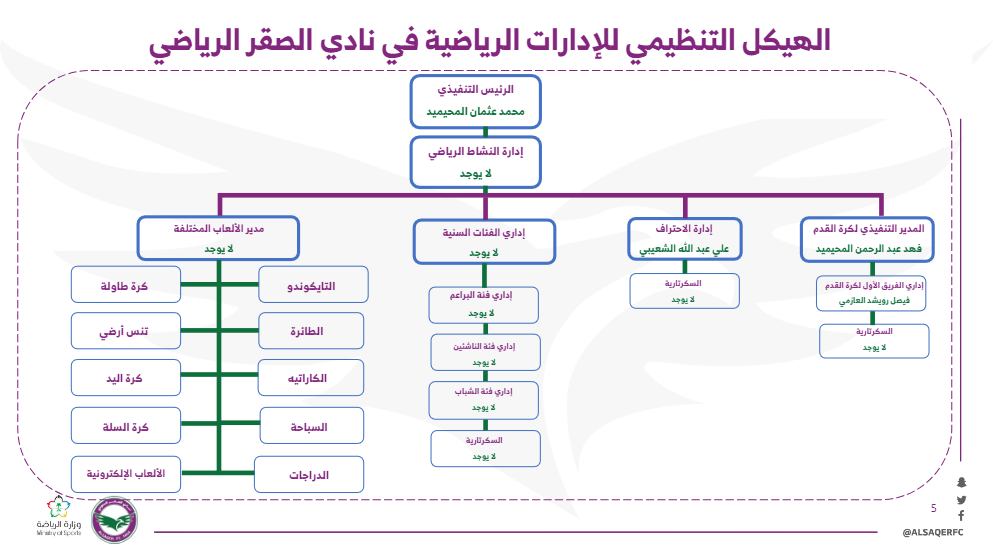 الهيكل التنظيمي للإدارات الرياضية في نادي الصقر الرياضي
الرئيس التنفيذي
محمد عثمان المحيميد
إدارة النشاط الرياضي
لا يوجد
المدير التنفيذي لكرة القدم
فهد عبد الرحمن المحيميد
إداري الفريق الأول لكرة القدم
فيصل رويشد العازمي
السكرتارية
لا يوجد
إدارة الاحتراف
علي عبد الله الشعيبي
السكرتارية
لا يوجد
إداري الفئات السنية
لا يوجد
إداري فئة البراعم
لا يوجد
إداري فئة الناشئين
لا يوجد
إداري فئة الشباب
لا يوجد
السكرتارية
لا يوجد
مدير الألعاب المختلفة
لا يوجد
التايكوندو
كرة طاولة
الطائرة
تنس أرضي
الكاراتيه
كرة اليد
السباحة
كرة السلة
الدراجات
الألعاب الإلكترونية
5
@ALSAQERFC
وزارة الرياضة
Ministry of Sports